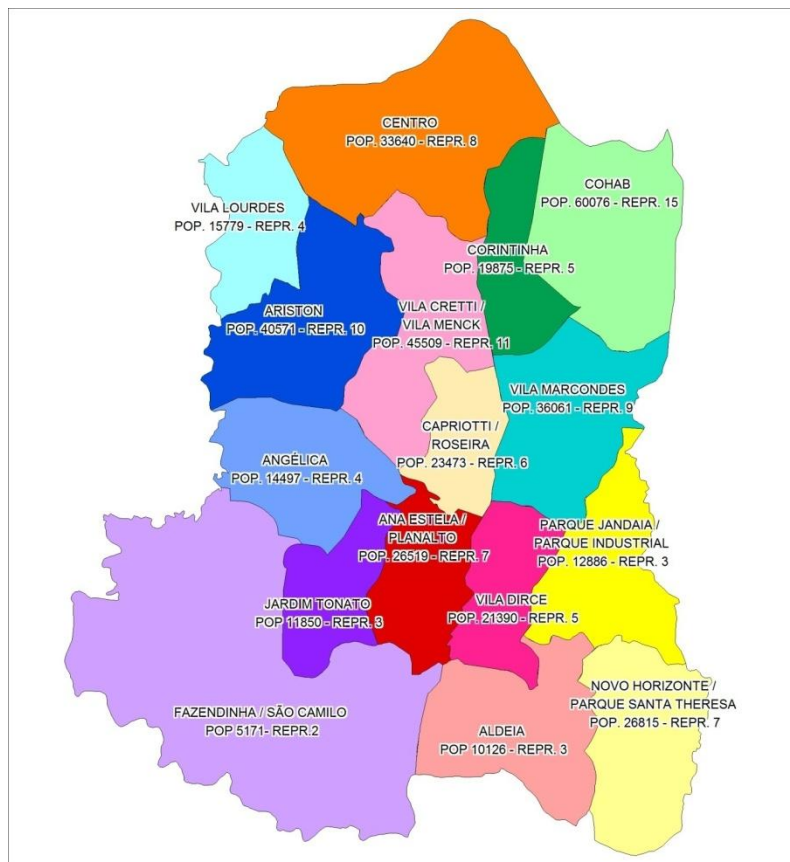 CENTRO
POP. 33640 - REPR. 8
COHAB
POP. 60076 - REPR. 15
VILA LOURDES
POP. 15779 - REPR. 4
CORINTINHA
POP. 19875 - REPR. 5
ARISTON
POP. 40571 - REPR. 10
VILA CRETTI /
VILA MENCK
POP. 45509 - REPR. 11
VILA MARCONDES
POP. 36061 - REPR. 9
CAPRIOTTI /
ROSEIRA
POP. 23473 - REPR. 6
ANGÉLICA
POP. 14497 - REPR. 4
ANA ESTELA /
PLANALTO
POP. 26519 - REPR. 7
PARQUE JANDAIA /
PARQUE INDUSTRIAL
POP. 12886 - REPR. 3
JARDIM TONATO
POP 11850 - REPR. 3
VILA DIRCE
POP. 21390 - REPR. 5
FAZENDINHA / SÃO CAMILO
POP 5171- REPR.2
ALDEIA
POP 10126 - REPR. 3
NOVO HORIZONTE /
PARQUE SANTA THERESA
POP. 26815 - REPR. 7